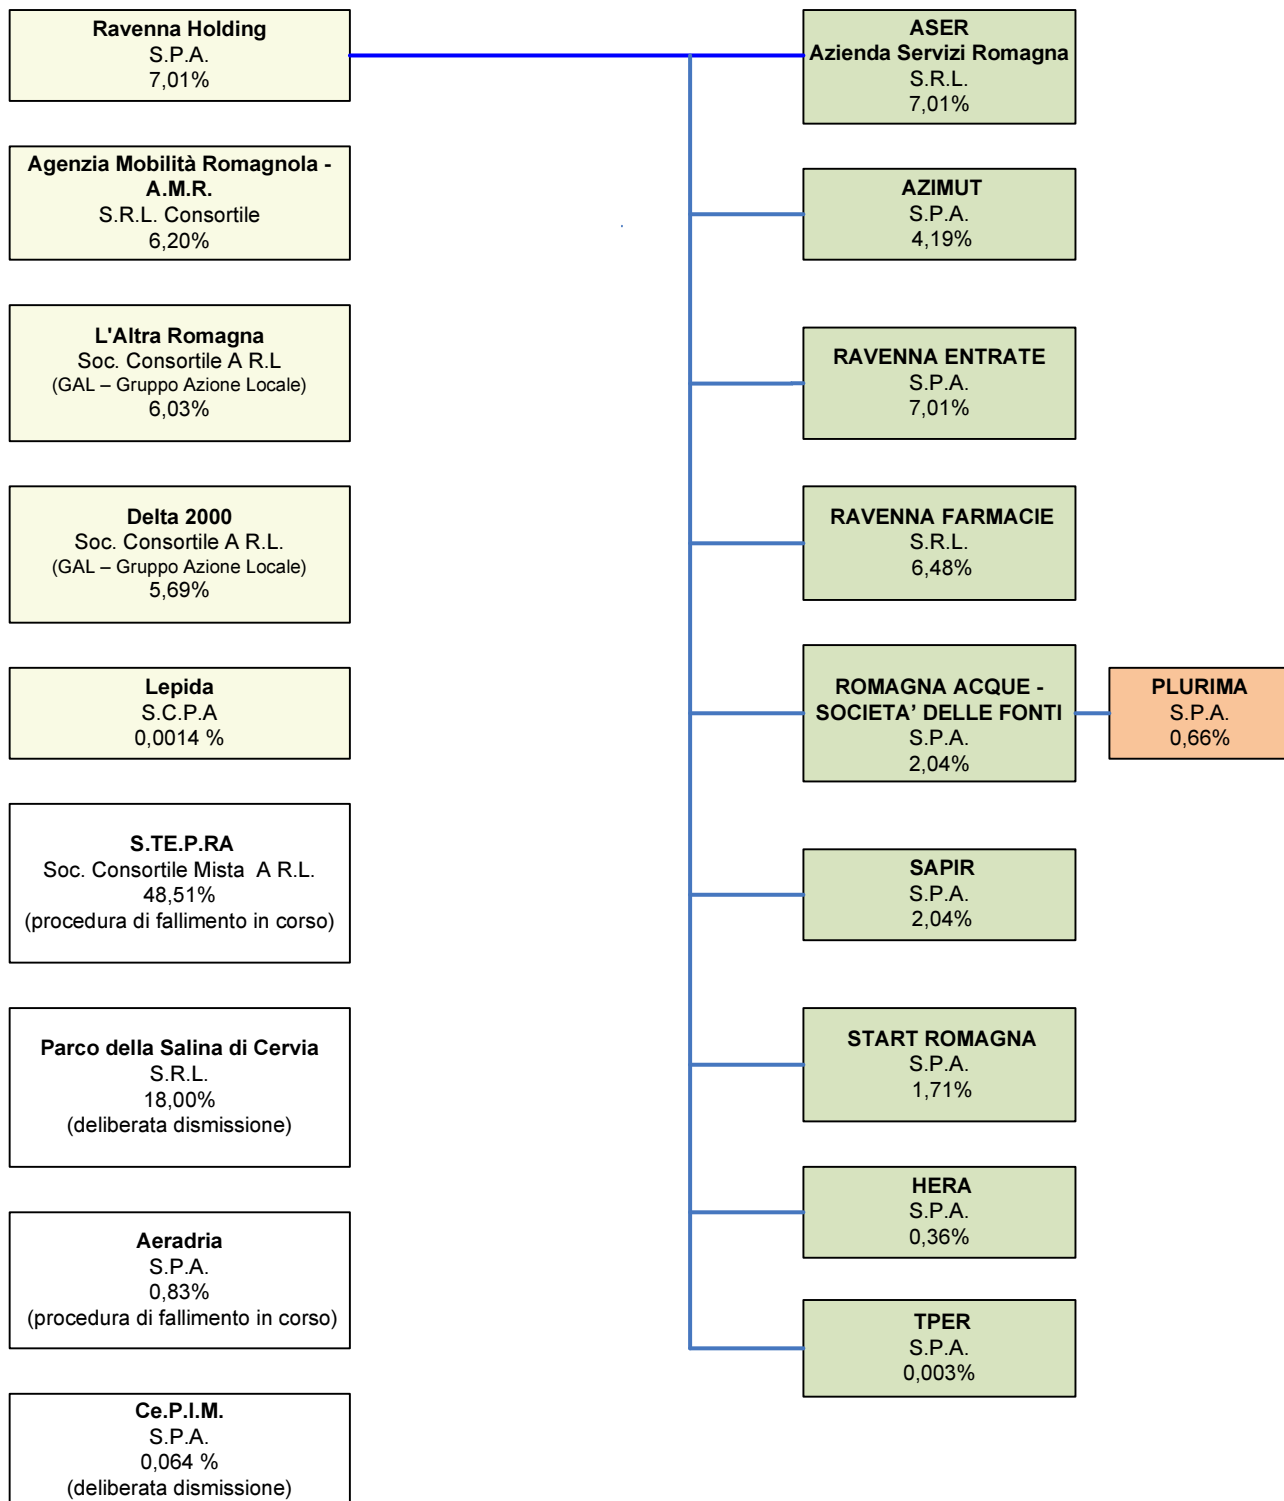 Ravenna Holding
S.P.A.
7,01%
Agenzia Mobilità Romagnola -
A.M.R.
S.R.L. Consortile
6,20%
L'Altra Romagna
Soc. Consortile A R.L
(GAL – Gruppo Azione Locale)
6,03%
Delta 2000
Soc. Consortile A R.L.
(GAL – Gruppo Azione Locale)
5,69%
Lepida
S.C.P.A
0,0014 %
S.TE.P.RA
Soc. Consortile Mista A R.L.
48,51%
(procedura di fallimento in corso)
Parco della Salina di Cervia
S.R.L.
18,00%
(deliberata dismissione)
Aeradria
S.P.A.
0,83%
(procedura di fallimento in corso)
Ce.P.I.M.
S.P.A.
0,064 %
(deliberata dismissione)
ASER
Azienda Servizi Romagna
S.R.L.
7,01%
AZIMUT
S.P.A.
4,19%
RAVENNA ENTRATE
S.P.A.
7,01%
RAVENNA FARMACIE
S.R.L.
6,48%
ROMAGNA ACQUE -
SOCIETA' DELLE FONTI
S.P.A.
2,04%
PLURIMA
S.P.A.
0,66%
SAPIR
S.P.A.
2,04%
START ROMAGNA
S.P.A.
1,71%
HERA
S.P.A.
0,36%
TPER
S.P.A.
0,003%